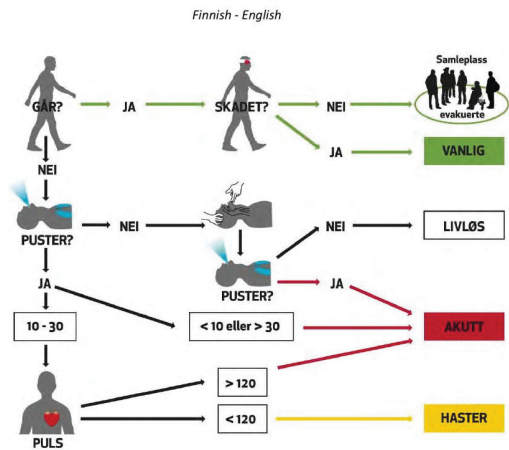 Finnish - English
Samleplass
GÅR?
JA
SKADET?
NEI
evakuerte
JA
VANLIG
NEI
PUSTER?
NEI
NEI
LIVLØS
PUSTER?
JA
JA
10 - 30
< 10 eller > 30
AKUTT
> 120
< 120
HASTER
PULS